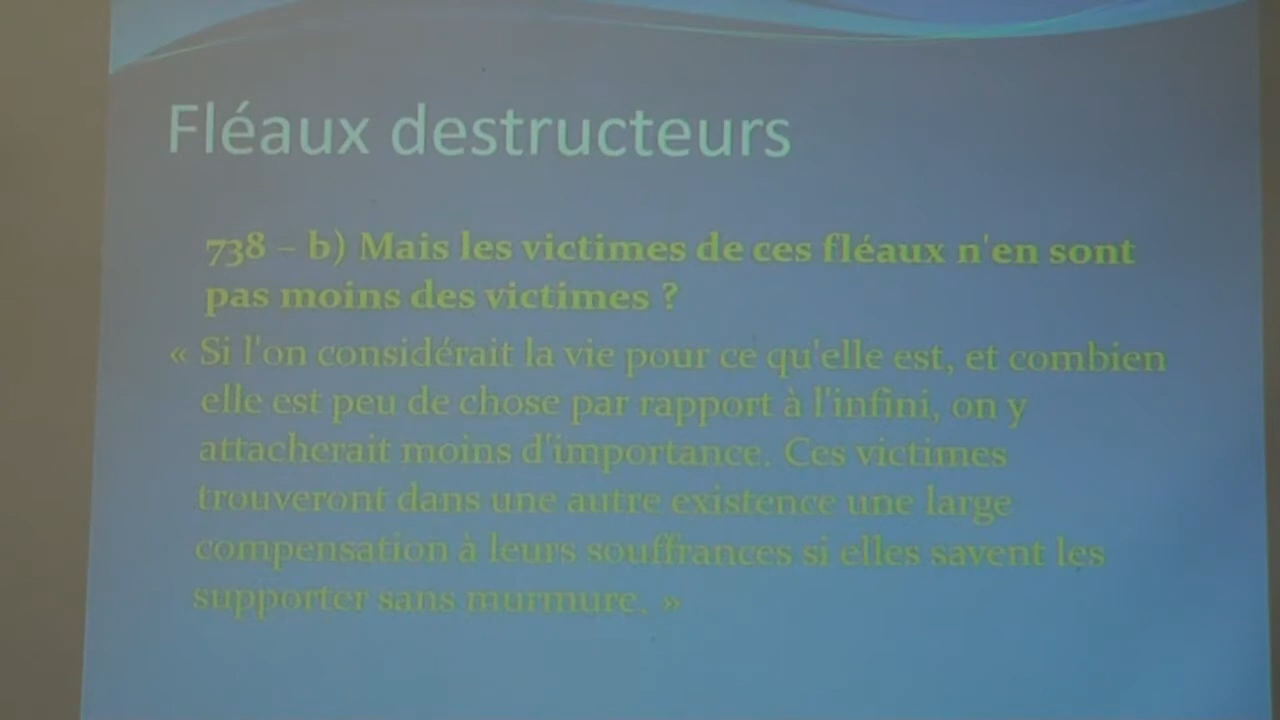 Fléaux destructeurs
738 – b) Mais les victimes de ces fléaux n'en sont
pas moins des victimes ?
« Si l'on considérait la vie pour ce qu'elle est, et combien
elle est peu de chose par rapport à l'infini, on y
attacherait moins d'importance. Ces victimes
trouveront dans une autre existence une large
compensation à leurs souffrances si elles savent les
supporter sans murmure. »